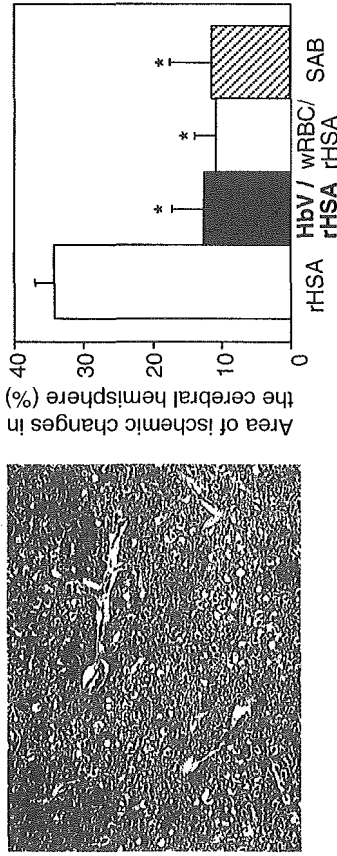 Area of ischemic changes in
the cerebral hemisphere (%)
40
30
20
10
0
*
*
*
rHSA
HbV /
rHSA
wRBC/
rHSA
SAB